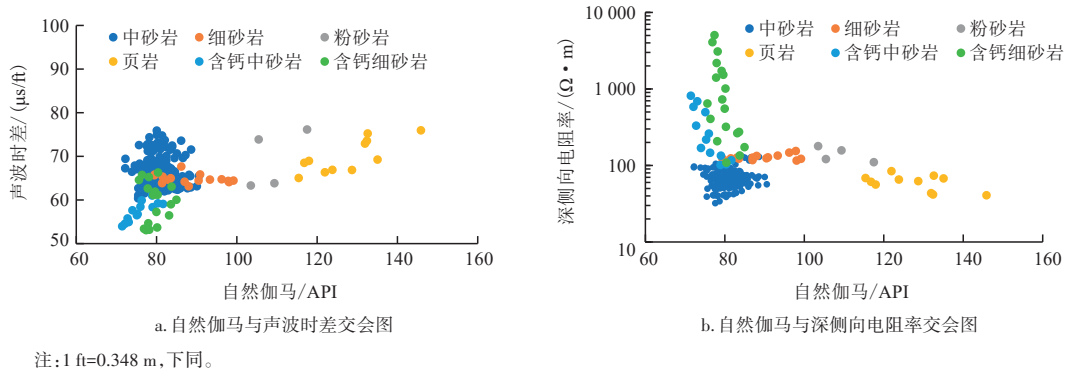 100
90
80
70
60
50
声波时差/(μs/ft)
中砂岩 细砂岩 粉砂岩
页岩 含钙中砂岩 含钙细砂岩
60 80 100 120 140 160
自然伽马/API
a.自然伽马与声波时差交会图
10 000
1 000
100
10
深侧向电阻率/(Ω·m)
中砂岩 细砂岩 粉砂岩
页岩 含钙中砂岩 含钙细砂岩
60 80 100 120 140 160
自然伽马/API
b.自然伽马与深侧向电阻率交会图
注:1 ft=0.348 m,下同。